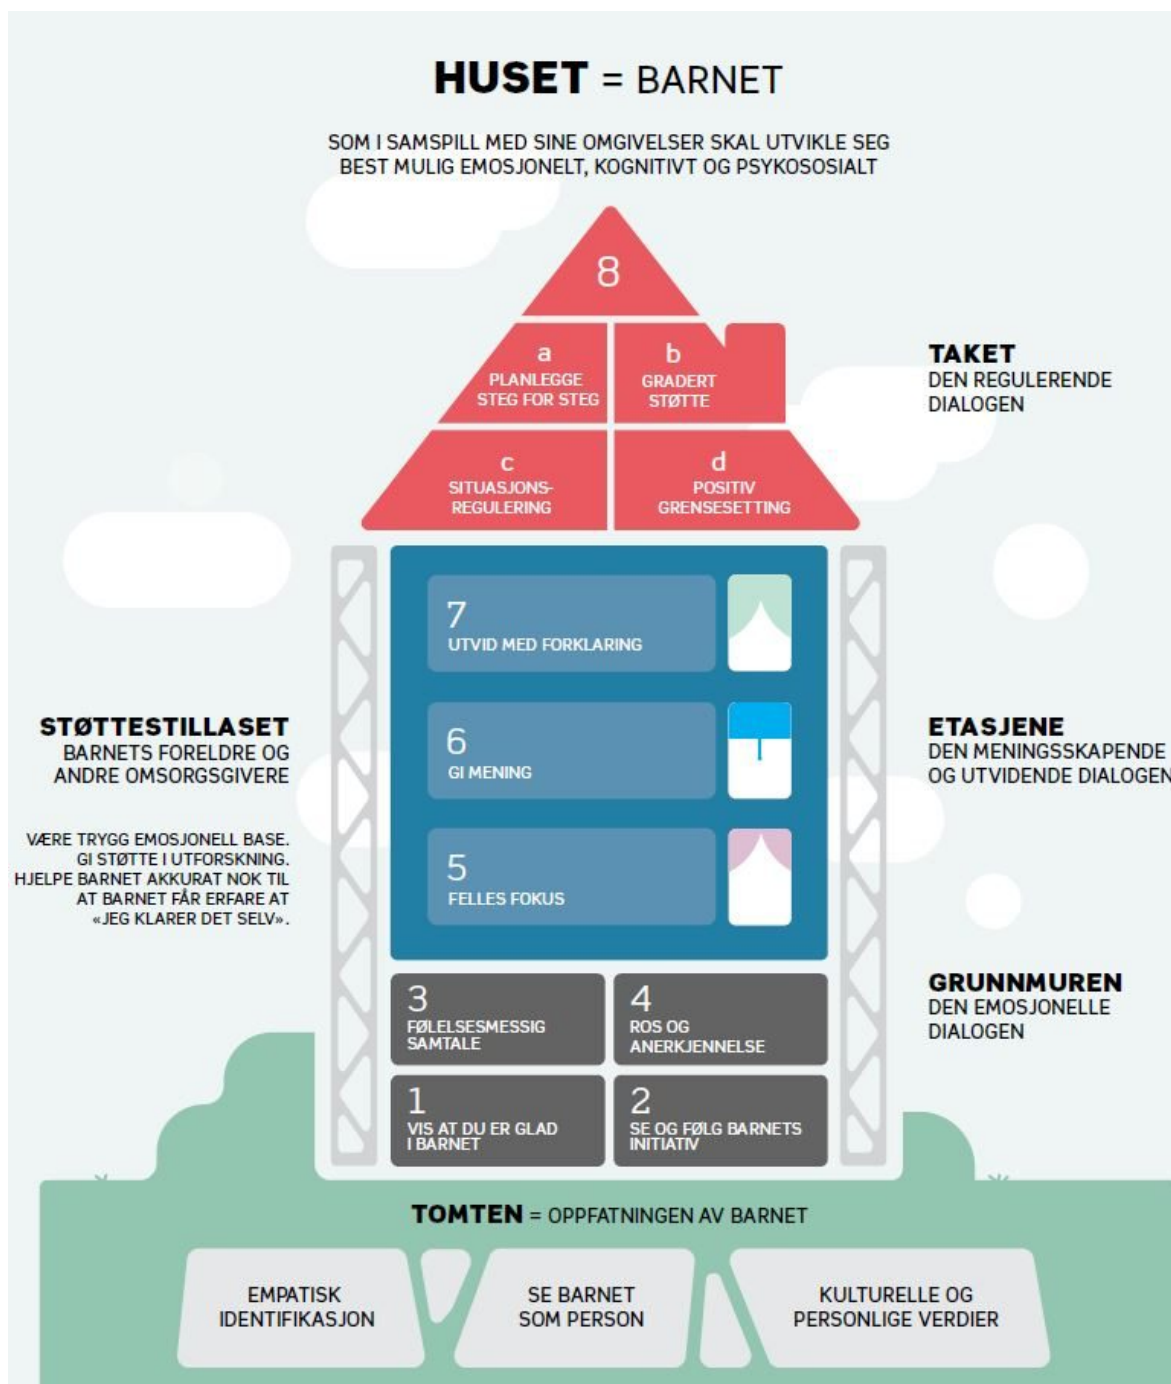 HUSET = BARNET
SOM I SAMSPILL MED SINE OMGIVELSER SKAL UTVIKLE SEG
BEST MULIG EMOSJONELT, KOGNITIVT OG PSYKOSOSIALT
8
a
PLANLEGGE
STEG FOR STEG
b
GRADERT
STØTTE
c
SITUASJONS-
REGULERING
d
POSITIV
GRENSESETTING
TAKET
DEN REGULERENDE
DIALOGEN
7
UTVID MED FORKLARING
6
GI MENING
5
FELLES FOKUS
STØTTESTILLASET
BARNETS FORELDRE OG
ANDRE OMSORGSGIVERE
VÆRE TRYGG EMOSJONELL BASE.
GI STØTTE I UTFORSKNING.
HJELPE BARNET AKKURAT NOK TIL
AT BARNET FÅR ERFARE AT
«JEG KLARER DET SELV».
ETASJENE
DEN MENINGSSKAPENDE
OG UTVIDENDE DIALOGEN
3
FØLELSESMESSIG
SAMTALE
4
ROS OG
ANERKJENNELSE
1
VIS AT DU ER GLAD
I BARNET
2
SE OG FØLG BARNETS
INITIATIV
GRUNNMUREN
DEN EMOSJONELLE
DIALOGEN
TOMTEN = OPPFATNINGEN AV BARNET
EMPATISK
IDENTIFIKASJON
SE BARNET
SOM PERSON
KULTURELLE OG
PERSONLIGE VERDIER